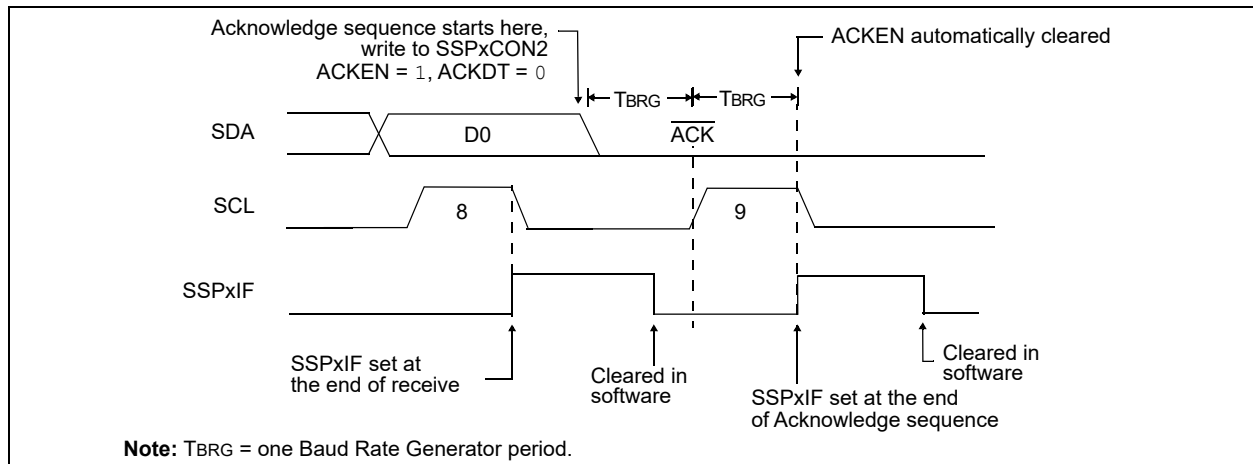 Acknowledge sequence starts here,
write to SSPxCON2
ACKEN = 1, ACKDT = 0
ACKEN automatically cleared
TBRG
TBRG
SDA
D0
ACK
SCL
8
9
SSPxIF
SSPxIF set at
the end of receive
Cleared in
software
SSPxIF set at the end
of Acknowledge sequence
Cleared in
software
Note: TBRG = one Baud Rate Generator period.